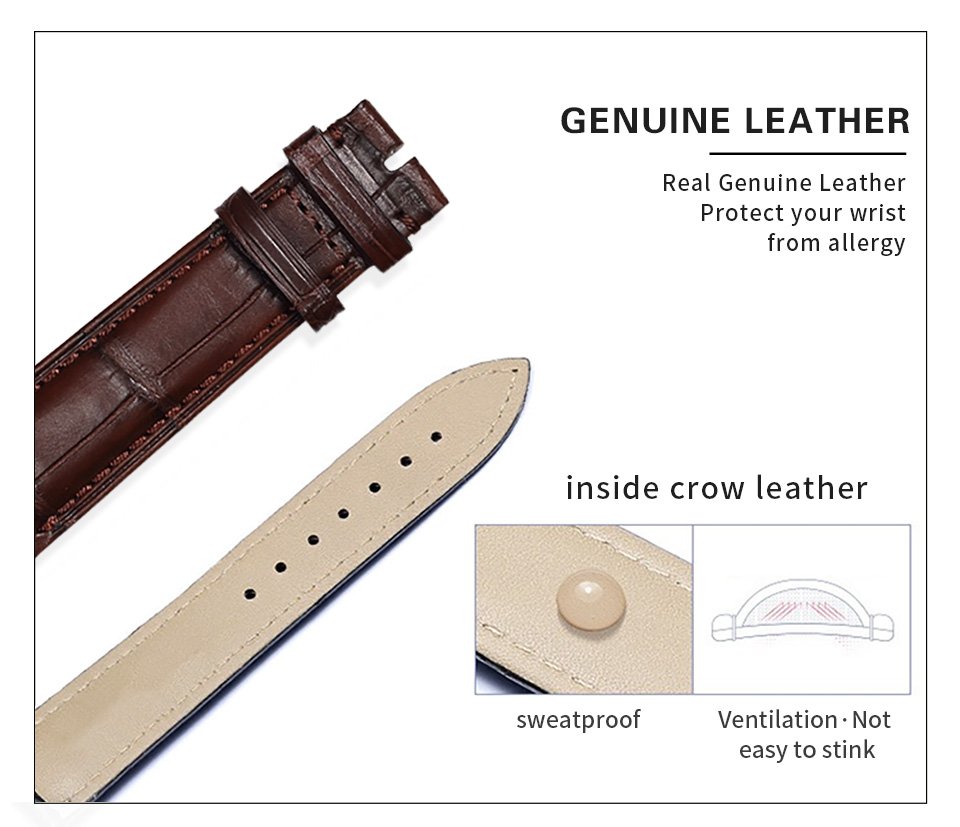 GENUINE LEATHER
Real Genuine Leather
Protect your wrist
from allergy
inside crow leather
sweatproof
Ventilation·Not
easy to stink